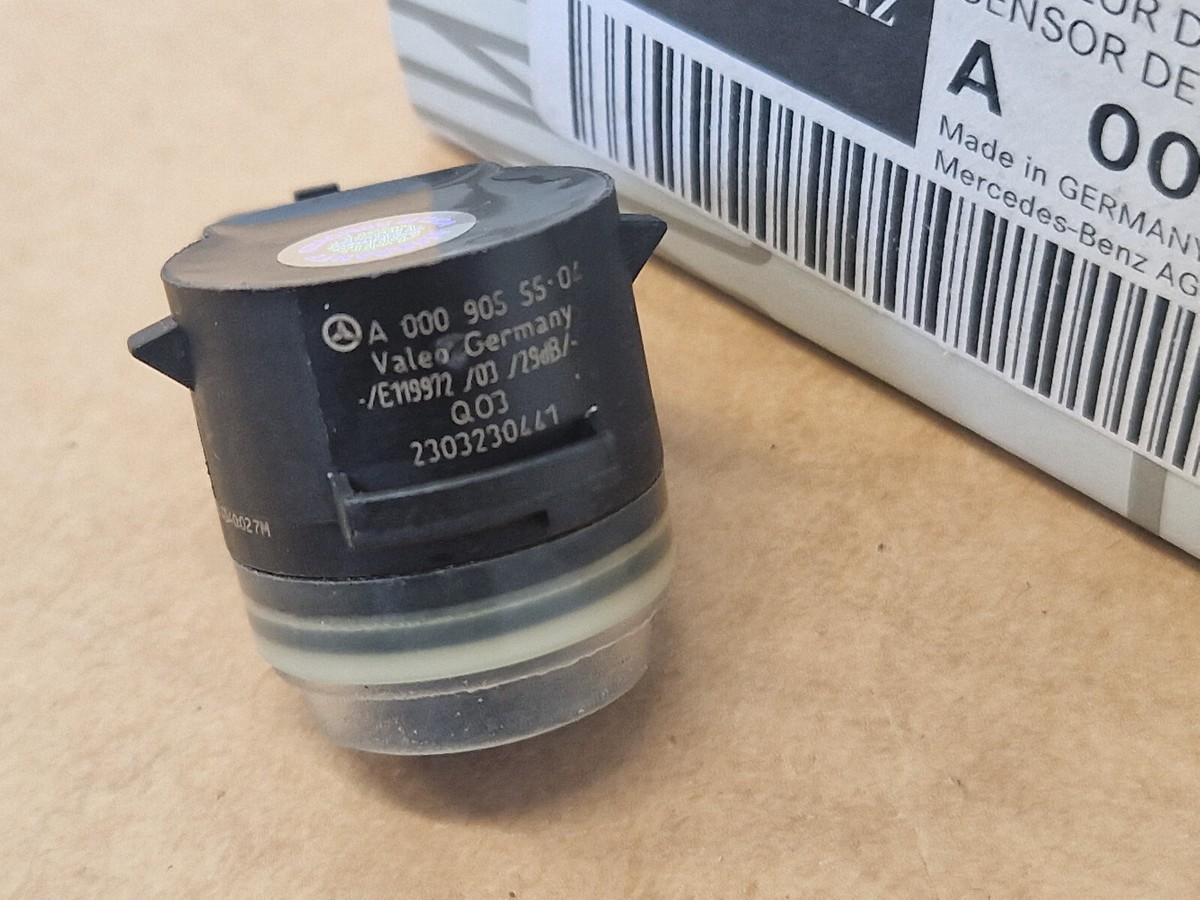 A 000 905 55-04
Valeo Germany
-/E119972 /03 /29dB/-
Q03
2303230441
SENSOR DE
A 00
Made in GERMANY
Mercedes-Benz AG